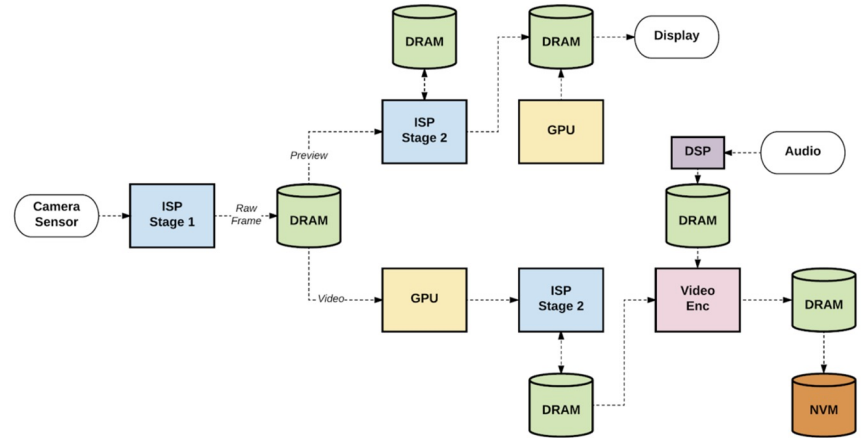 DRAM
DRAM
Display
ISP
Stage 2
GPU
Preview
DSP
Audio
Camera
Sensor
ISP
Stage 1
Raw
Frame
DRAM
DRAM
Video
GPU
ISP
Stage 2
Video
Enc
DRAM
DRAM
NVM